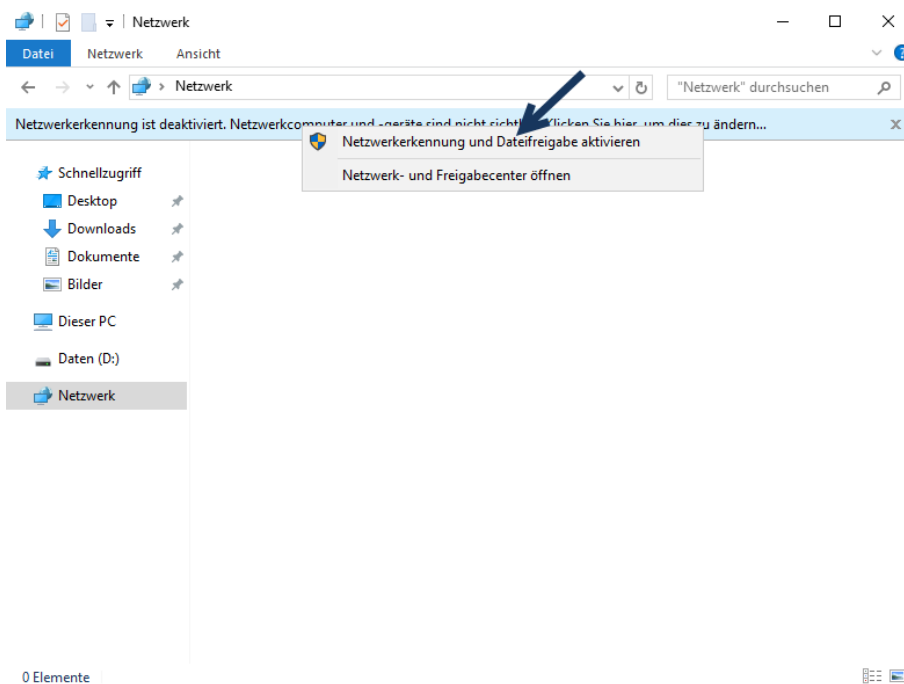 Netzwerk
Datei Netzwerk Ansicht
Netzwerk "Netzwerk" durchsuchen
Netzwerkerkennung ist deaktiviert. Netzwerkcomputer und -geräte sind nicht Klicken Sie hier, um dies zu ändern...
Netzwerkerkennung und Dateifreigabe aktivieren
Netzwerk- und Freigabecenter öffnen
Schnellzugriff
Desktop
Downloads
Dokumente
Bilder
Dieser PC
Daten (D:)
Netzwerk
0 Elemente